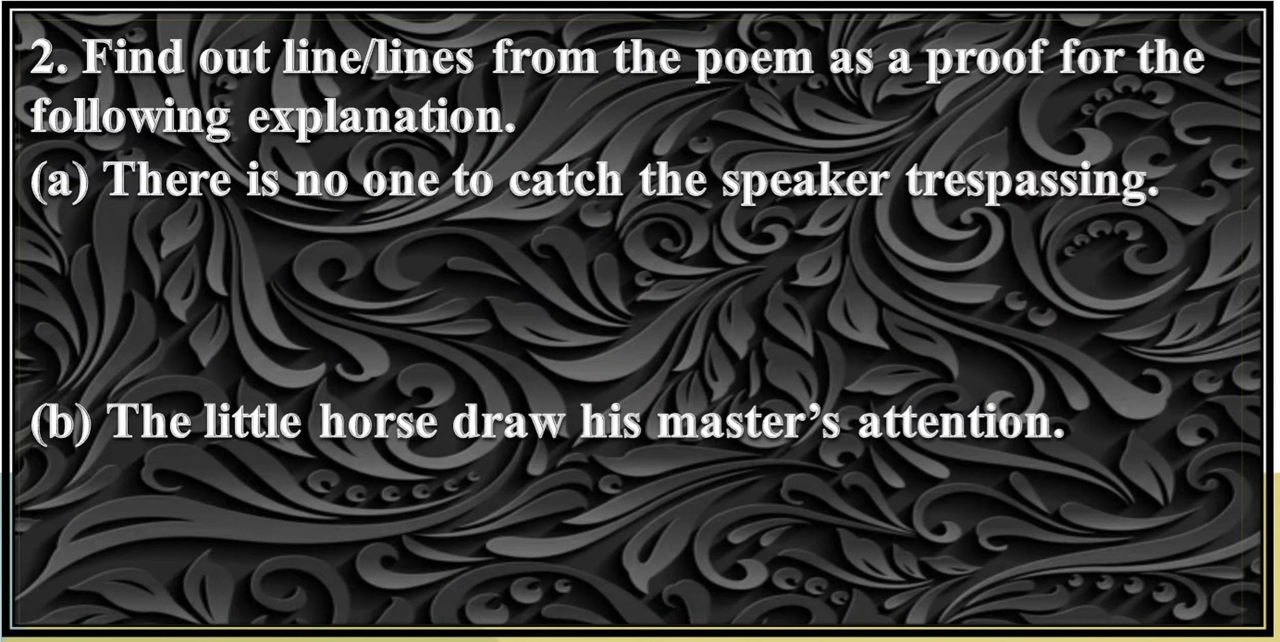 2. Find out line/lines from the poem as a proof for the
following explanation.
(a) There is no one to catch the speaker trespassing.
(b) The little horse draw his master’s attention.